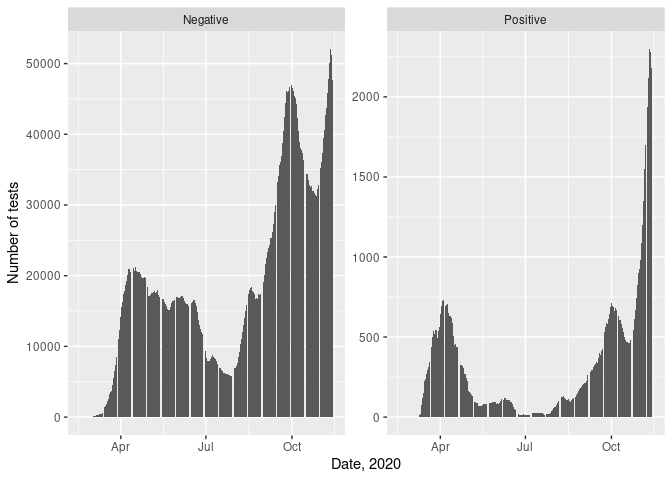 Negative
Positive
Number of tests
50000
40000
30000
20000
10000
0
2000
1500
1000
500
0
Apr
Jul
Oct
Apr
Jul
Oct
Date, 2020